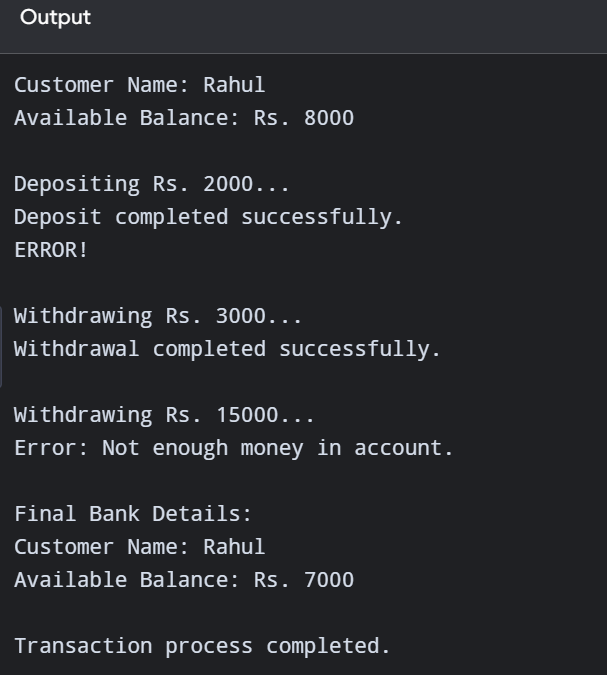 Output
Customer Name: Rahul
Available Balance: Rs. 8000
Depositing Rs. 2000...
Deposit completed successfully.
ERROR!
Withdrawing Rs. 3000...
Withdrawal completed successfully.
Withdrawing Rs. 15000...
Error: Not enough money in account.
Final Bank Details:
Customer Name: Rahul
Available Balance: Rs. 7000
Transaction process completed.